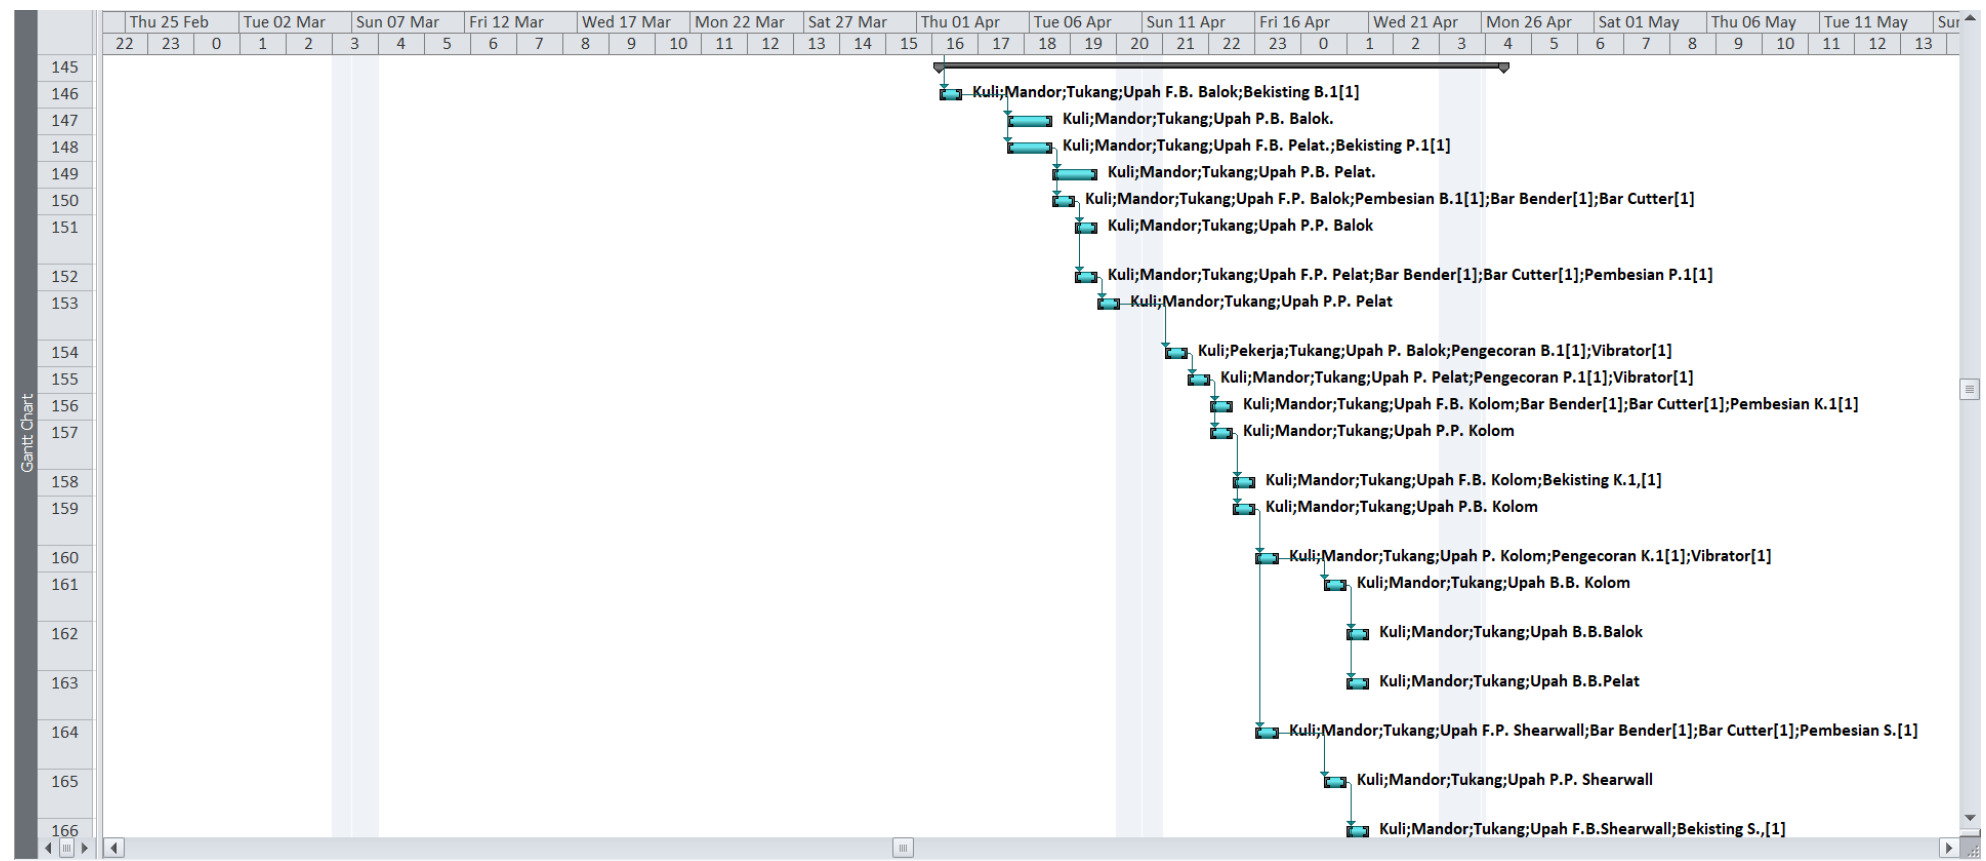 Thu 25 Feb Tue 02 Mar Sun 07 Mar Fri 12 Mar Wed 17 Mar Mon 22 Mar Sat 27 Mar Thu 01 Apr Tue 06 Apr Sun 11 Apr Fri 16 Apr Wed 21 Apr Mon 26 Apr Sat 01 May Thu 06 May Tue 11 May
22 23 0 1 2 3 4 5 6 7 8 9 10 11 12 13 14 15 16 17 18 19 20 21 22 23 0 1 2 3 4 5 6 7 8 9 10 11 12 13
145
146 Kuli;Mandor;Tukang;Upah F.B. Balok;Bekisting B.1[1]
147 Kuli;Mandor;Tukang;Upah P.B. Balok.
148 Kuli;Mandor;Tukang;Upah F.B. Pelat.;Bekisting P.1[1]
149 Kuli;Mandor;Tukang;Upah P.B. Pelat.
150 Kuli;Mandor;Tukang;Upah F.P. Balok;Pembesian B.1[1];Bar Bender[1];Bar Cutter[1]
151 Kuli;Mandor;Tukang;Upah P.P. Balok
152 Kuli;Mandor;Tukang;Upah F.P. Pelat;Bar Bender[1];Bar Cutter[1];Pembesian P.1[1]
153 Kuli;Mandor;Tukang;Upah P.P. Pelat
154 Kuli;Pekerja;Tukang;Upah P. Balok;Pengecoran B.1[1];Vibrator[1]
155 Kuli;Mandor;Tukang;Upah P. Pelat;Pengecoran P.1[1];Vibrator[1]
156 Kuli;Mandor;Tukang;Upah F.B. Kolom;Bar Bender[1];Bar Cutter[1];Pembesian K.1[1]
157 Kuli;Mandor;Tukang;Upah P.P. Kolom
158 Kuli;Mandor;Tukang;Upah F.B. Kolom;Bekisting K.1,[1]
159 Kuli;Mandor;Tukang;Upah P.B. Kolom
160 Kuli;Mandor;Tukang;Upah P. Kolom;Pengecoran K.1[1];Vibrator[1]
161 Kuli;Mandor;Tukang;Upah B.B. Kolom
162 Kuli;Mandor;Tukang;Upah B.B.Balok
163 Kuli;Mandor;Tukang;Upah B.B.Pelat
164 Kuli;Mandor;Tukang;Upah F.P. Shearwall;Bar Bender[1];Bar Cutter[1];Pembesian S.[1]
165 Kuli;Mandor;Tukang;Upah P.P. Shearwall
166 Kuli;Mandor;Tukang;Upah F.B.Shearwall;Bekisting S.,[1]
Gantt Chart